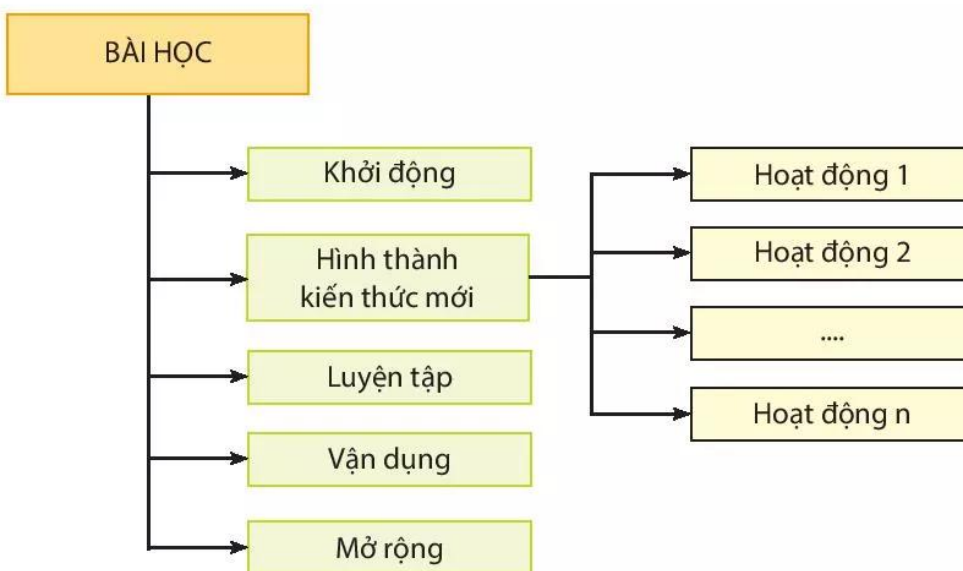 BÀI HỌC
Khởi động
Hình thành
kiến thức mới
Luyện tập
Vận dụng
Mở rộng
Hoạt động 1
Hoạt động 2
....
Hoạt động n